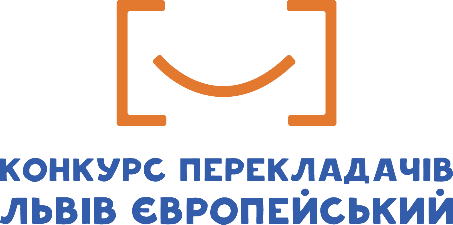 КОНКУРС ПЕРЕКЛАДАЧІВ
ЛЬВІВ ЄВРОПЕЙСЬКИЙ